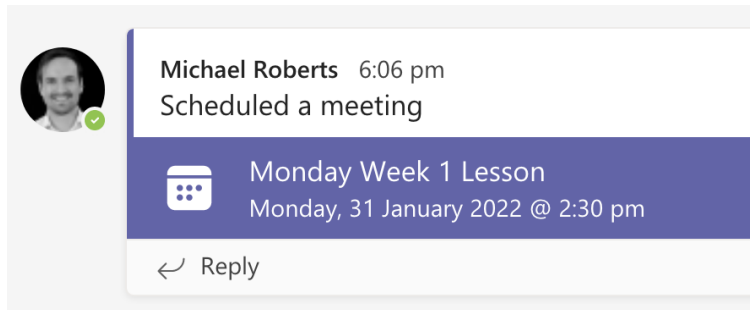 Michael Roberts 6:06 pm
Scheduled a meeting
Monday Week 1 Lesson
Monday, 31 January 2022 @ 2:30 pm
Reply